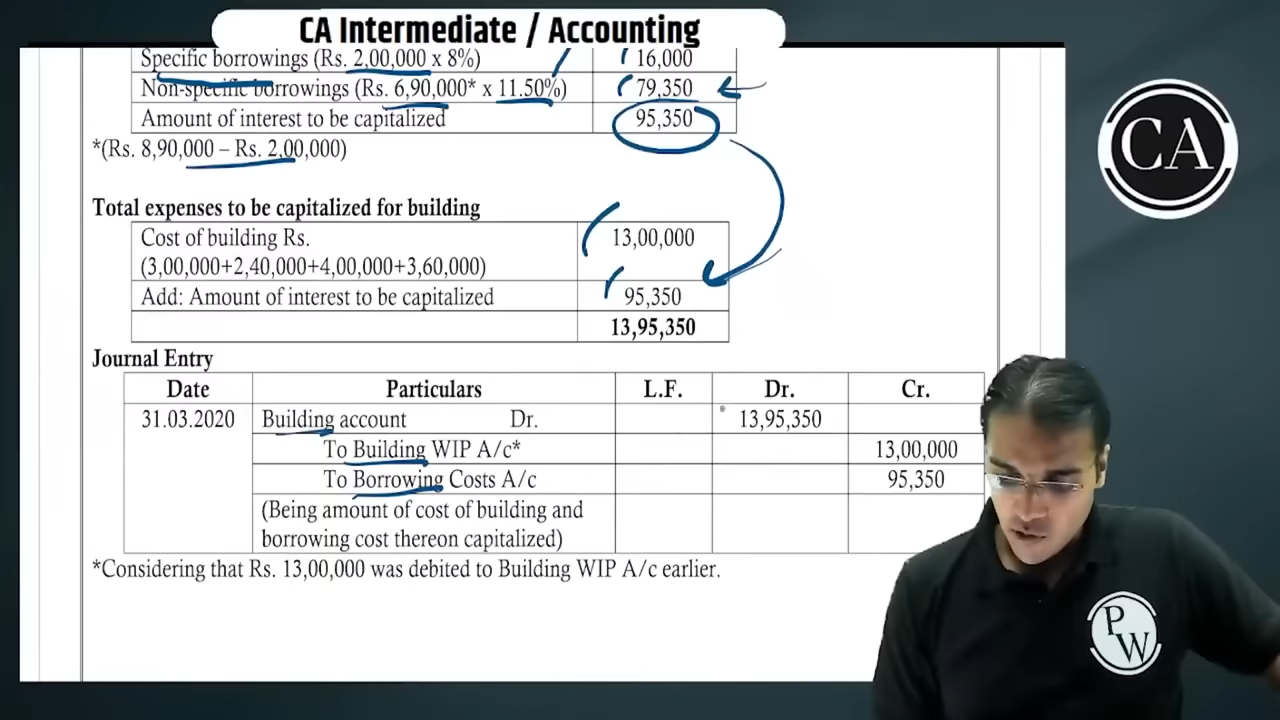 CA Intermediate / Accounting
Specific borrowings (Rs. 2,00,000 x 8%) 16,000
Non-specific borrowings (Rs. 6,90,000* x 11.50%) 79,350
Amount of interest to be capitalized 95,350
*(Rs. 8,90,000 – Rs. 2,00,000)
CA
Total expenses to be capitalized for building
Cost of building Rs. 13,00,000
(3,00,000+2,40,000+4,00,000+3,60,000)
Add: Amount of interest to be capitalized 95,350
13,95,350
Journal Entry
Date Particulars L.F. Dr. Cr.
31.03.2020 Building account Dr. 13,95,350
To Building WIP A/c* 13,00,000
To Borrowing Costs A/c 95,350
(Being amount of cost of building and
borrowing cost thereon capitalized)
*Considering that Rs. 13,00,000 was debited to Building WIP A/c earlier.
P
W